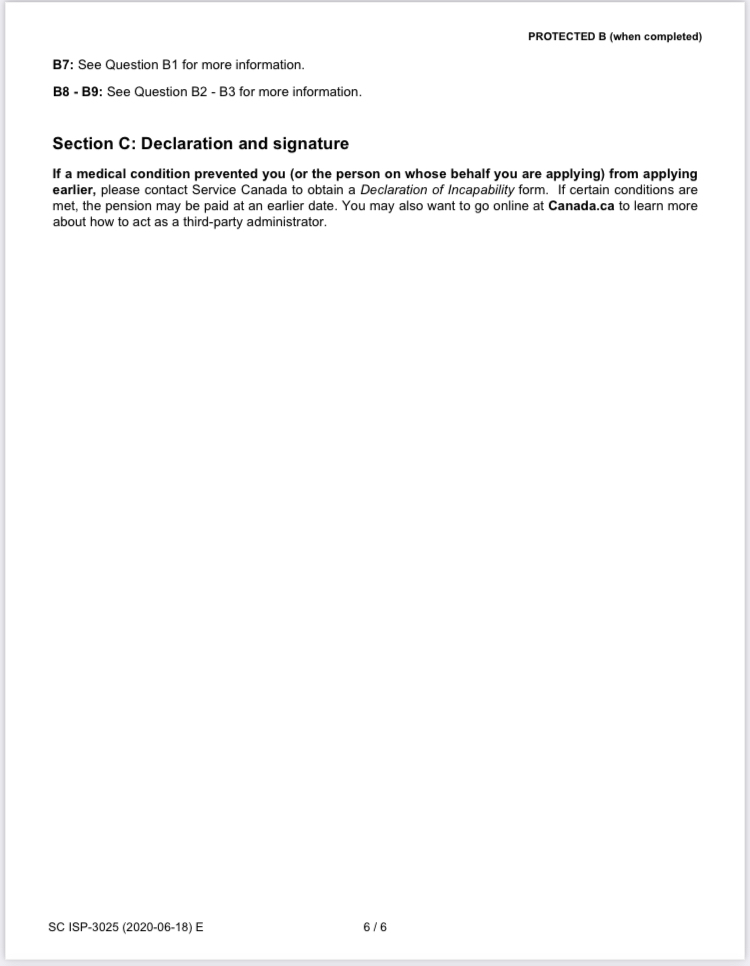 PROTECTED B (when completed)
B7: See Question B1 for more information.
B8 - B9: See Question B2 - B3 for more information.
Section C: Declaration and signature
If a medical condition prevented you (or the person on whose behalf you are applying) from applying
earlier, please contact Service Canada to obtain a Declaration of Incapability form. If certain conditions are
met, the pension may be paid at an earlier date. You may also want to go online at Canada.ca to learn more
about how to act as a third-party administrator.
SC ISP-3025 (2020-06-18) E 6 / 6